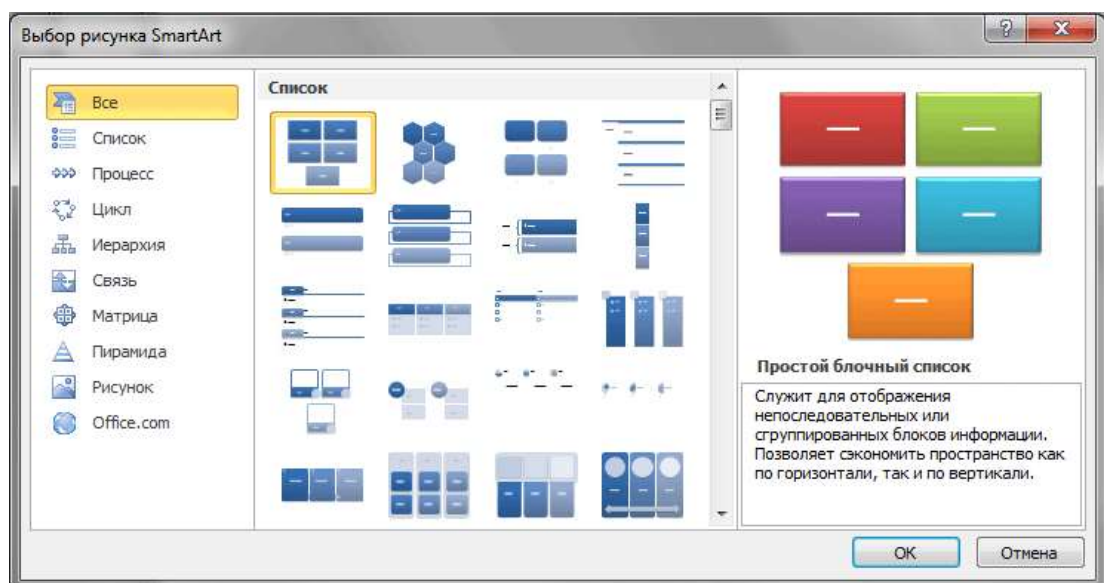 Выбор рисунка SmartArt
Все
Список
Процесс
Цикл
Иерархия
Связь
Матрица
Пирамида
Рисунок
Office.com
Список
Простой блочный список
Служит для отображения
непоследовательных или
сгруппированных блоков информации.
Позволяет сэкономить пространство как
по горизонтали, так и по вертикали.
ОК
Отмена